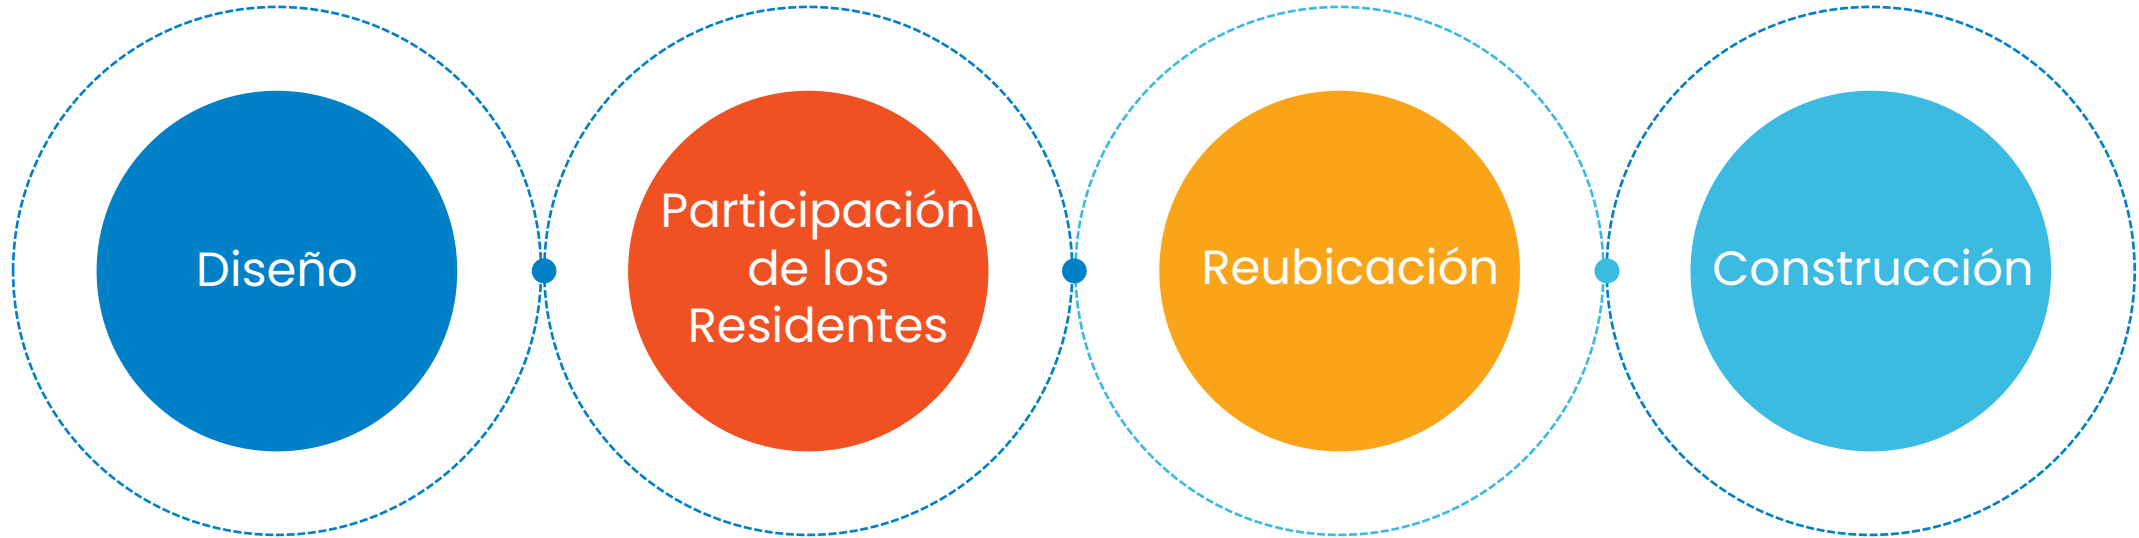 Diseño
Participación
de los
Residentes
Reubicación
Construcción